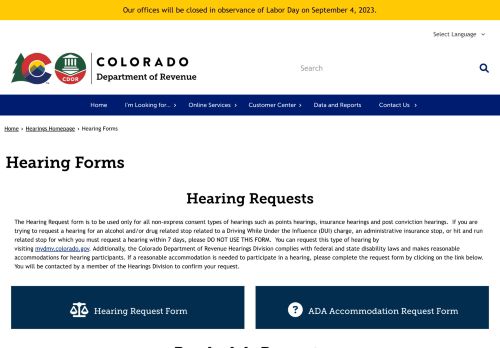 Our offices will be closed in observance of Labor Day on September 4, 2023.
Select Language
COLORADO
Department of Revenue
CDOR
Search
Home
I'm Looking for...
Online Services
Customer Center
Data and Reports
Contact Us
Home › Hearings Homepage › Hearing Forms
Hearing Forms
Hearing Requests
The Hearing Request form is to be used only for all non-express consent types of hearings such as points hearings, insurance hearings and post conviction hearings. If you are
trying to request a hearing for an alcohol and/or drug related stop related to a Driving While Under the Influence (DUI) charge, an administrative insurance stop, or hit and run
related stop for which you must request a hearing within 7 days, please DO NOT USE THIS FORM. You can request this type of hearing by
visiting mydmv.colorado.gov. Additionally, the Colorado Department of Revenue Hearings Division complies with federal and state disability laws and makes reasonable
accommodations for hearing participants. If a reasonable accommodation is needed to participate in a hearing, please complete the request form by clicking on the link below.
You will be contacted by a member of the Hearings Division to confirm your request.
Hearing Request Form
? ADA Accommodation Request Form